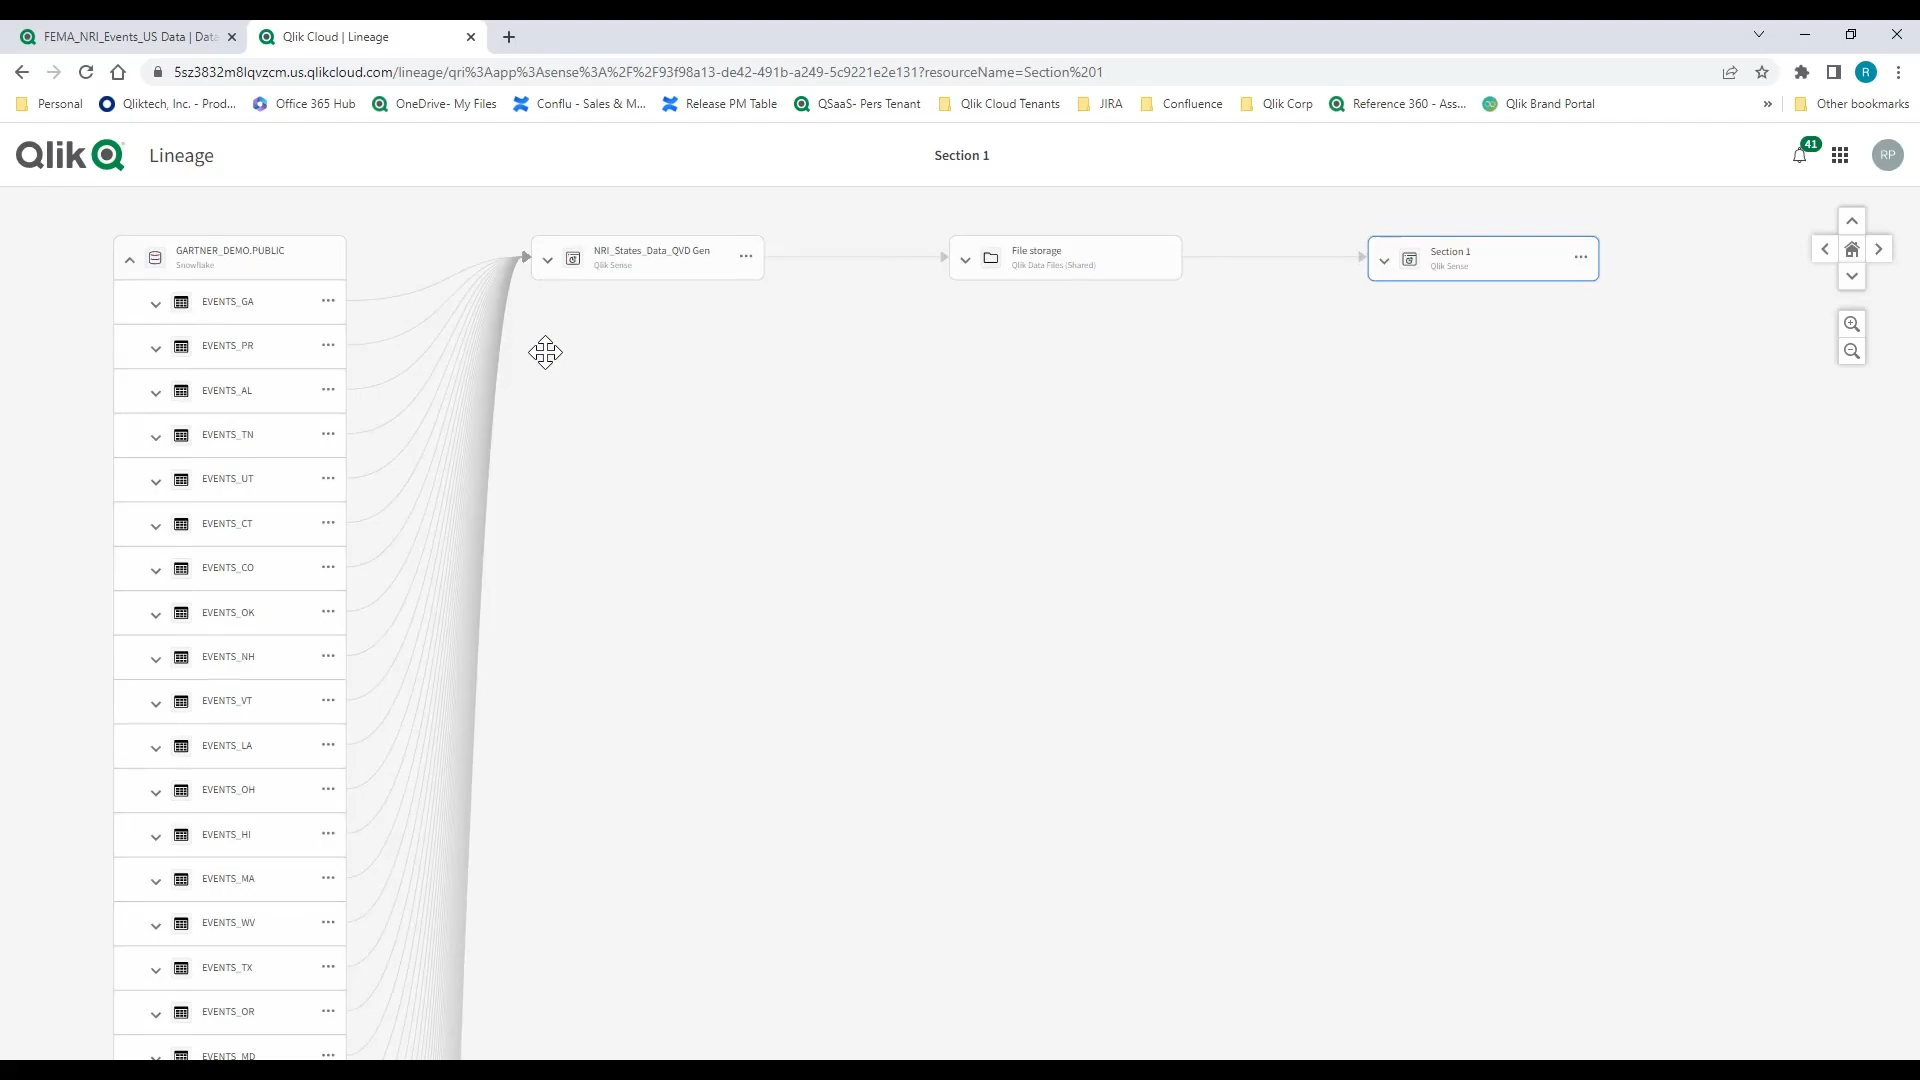 FEMA_NRI_Events_US Data | Data
Qlik Cloud | Lineage
5sz3832m8lqvzcm.us.qlikcloud.com/lineage/qri%3Aapp%3Asense%3A%2F%2F93f98a13-de42-491b-a249-5c9221e2e131?resourceName=Section%201
R
Personal
Qliktech, Inc. - Prod...
Office 365 Hub
OneDrive- My Files
Conflu - Sales & M...
Release PM Table
QSaaS- Pers Tenant
Qlik Cloud Tenants
JIRA
Confluence
Qlik Corp
Reference 360 - Ass...
Qlik Brand Portal
»
Other bookmarks
Qlik
Lineage
Section 1
41
RP
GARTNER_DEMO.PUBLIC
Snowflake
NRI_States_Data_QVD Gen
Qlik Sense
File storage
Qlik Data Files (Shared)
Section 1
Qlik Sense
EVENTS_GA
EVENTS_PR
EVENTS_AL
EVENTS_TN
EVENTS_UT
EVENTS_CT
EVENTS_CO
EVENTS_OK
EVENTS_NH
EVENTS_VT
EVENTS_LA
EVENTS_OH
EVENTS_HI
EVENTS_MA
EVENTS_WV
EVENTS_TX
EVENTS_OR
EVENTS_MD